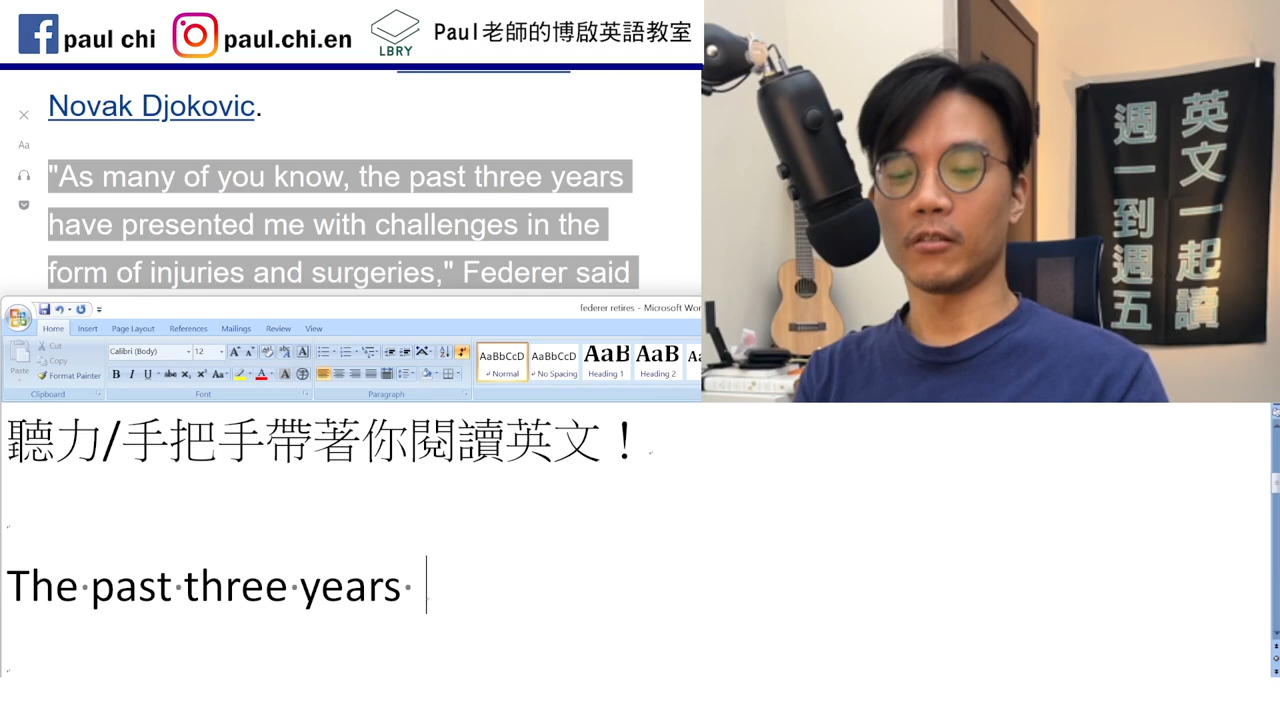 paul chi
paul.chi.en
LBRY
Paul老師的博啟英語教室
Novak Djokovic.
Aa
"As many of you know, the past three years
have presented me with challenges in the
form of injuries and surgeries," Federer said
federer retires - Microsoft Wor
Home Insert Page Layout References Mailings Review View
Cut
Copy
Paste
Format Painter
Calibri (Body) 12
AaBbCcD
Normal
AaBbCcD
No Spacing
AaB
Heading 1
AaB
Heading 2
Clipboard Font Paragraph
英文一起讀
週一到週五
聽力/手把手帶著你閱讀英文！
The past three years